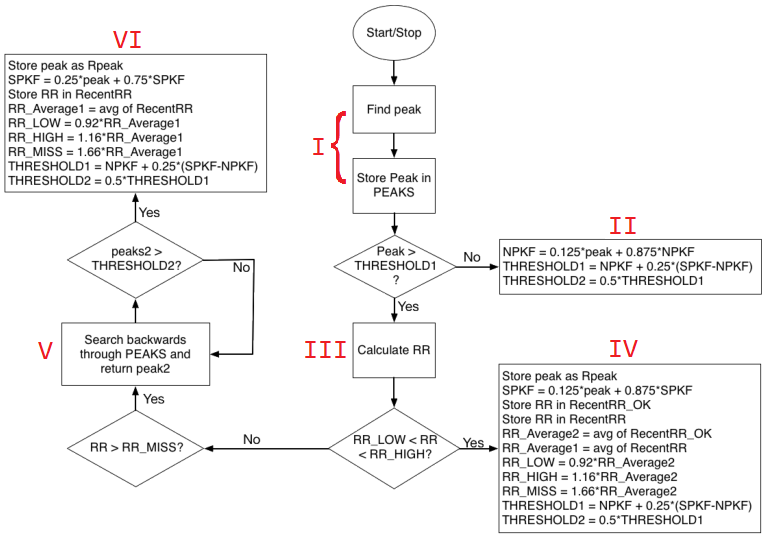 VI
Store peak as Rpeak
SPKF = 0.25*peak + 0.75*SPKF
Store RR in RecentRR
RR_Average1 = avg of RecentRR
RR_LOW = 0.92*RR_Average1
RR_HIGH = 1.16*RR_Average1
RR_MISS = 1.66*RR_Average1
THRESHOLD1 = NPKF + 0.25*(SPKF-NPKF)
THRESHOLD2 = 0.5*THRESHOLD1
Yes
peaks2 >
THRESHOLD2?
No
V
Search backwards
through PEAKS and
return peak2
Yes
RR > RR_MISS?
Start/Stop
I
Find peak
Store Peak in
PEAKS
Peak >
THRESHOLD1
?
No
Yes
II
NPKF = 0.125*peak + 0.875*NPKF
THRESHOLD1 = NPKF + 0.25*(SPKF-NPKF)
THRESHOLD2 = 0.5*THRESHOLD1
III
Calculate RR
RR_LOW < RR
< RR_HIGH?
No
Yes
IV
Store peak as Rpeak
SPKF = 0.125*peak + 0.875*SPKF
Store RR in RecentRR_OK
Store RR in RecentRR
RR_Average2 = avg of RecentRR_OK
RR_Average1 = avg of RecentRR
RR_LOW = 0.92*RR_Average2
RR_HIGH = 1.16*RR_Average2
RR_MISS = 1.66*RR_Average2
THRESHOLD1 = NPKF + 0.25*(SPKF-NPKF)
THRESHOLD2 = 0.5*THRESHOLD1